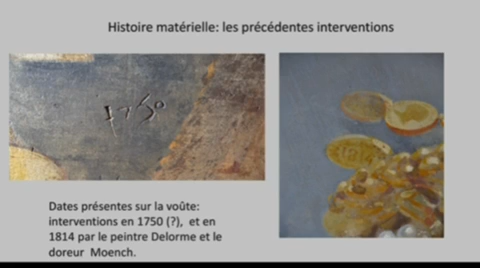 Histoire matérielle: les précédentes interventions
1750
1814
Dates présentes sur la voûte:
interventions en 1750 (?), et en
1814 par le peintre Delorme et le
doreur Moench.